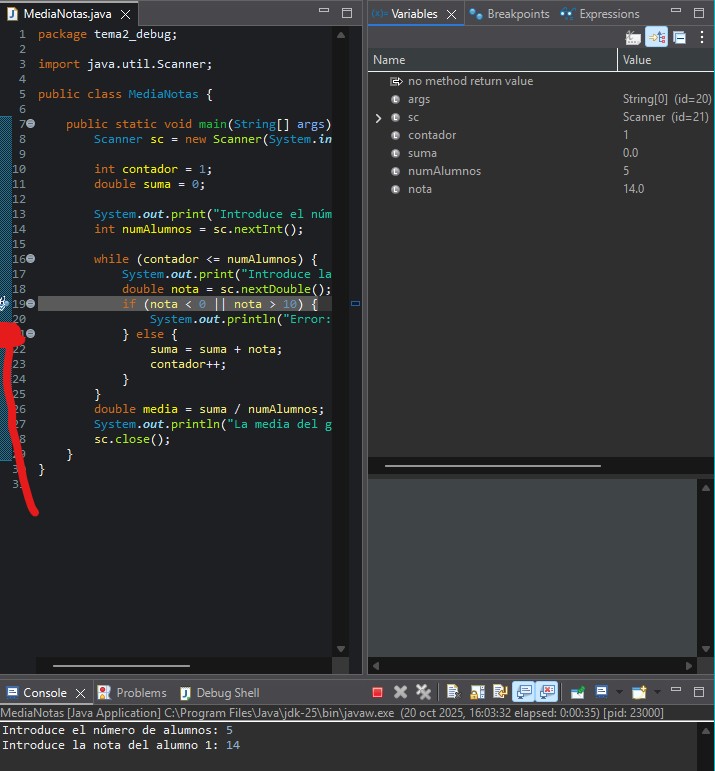 MediaNotas.java
1 package tema2_debug;
2
3 import java.util.Scanner;
4
5 public class MediaNotas {
6
7 public static void main(String[] args)
8 Scanner sc = new Scanner(System.in
9
10 int contador = 1;
11 double suma = 0;
12
13 System.out.print("Introduce el núm
14 int numAlumnos = sc.nextInt();
15
16 while (contador <= numAlumnos) {
17 System.out.print("Introduce la
18 double nota = sc.nextDouble();
19 if (nota < 0 || nota > 10) {
20 System.out.println("Error:
} else {
22 suma = suma + nota;
23 contador++;
24 }
25 }
26 double media = suma / numAlumnos;
27 System.out.println("La media del g
8 sc.close();
29 }
3 }
3
(x)= Variables
Breakpoints
Expressions
Name Value
no method return value
args String[0] (id=20)
sc Scanner (id=21)
contador 1
suma 0.0
numAlumnos 5
nota 14.0
Console
Problems
Debug Shell
MediaNotas [Java Application] C:\Program Files\Java\jdk-25\bin\javaw.exe (20 oct 2025, 16:03:32 elapsed: 0:00:35) [pid: 23000]
Introduce el número de alumnos: 5
Introduce la nota del alumno 1: 14